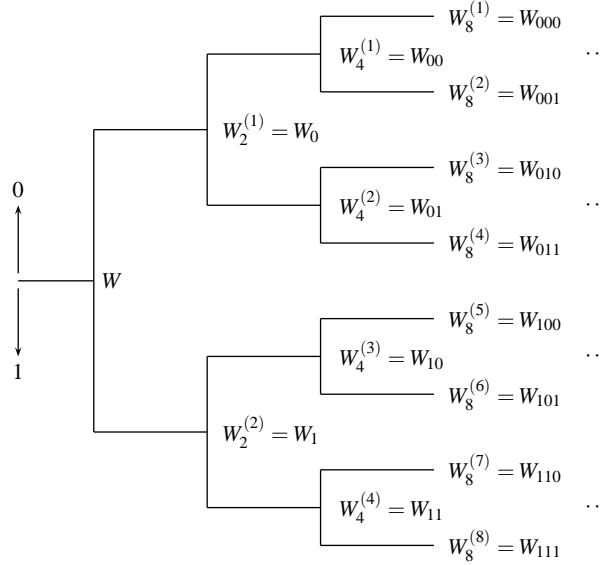 W_8^{(1)} = W_{000}
W_4^{(1)} = W_{00} ..
W_8^{(2)} = W_{001}
W_2^{(1)} = W_0
W_8^{(3)} = W_{010}
0
W_4^{(2)} = W_{01} ..
W_8^{(4)} = W_{011}
W
W_8^{(5)} = W_{100}
W_4^{(3)} = W_{10} ..
1
W_8^{(6)} = W_{101}
W_2^{(2)} = W_1
W_8^{(7)} = W_{110}
W_4^{(4)} = W_{11} ..
W_8^{(8)} = W_{111}